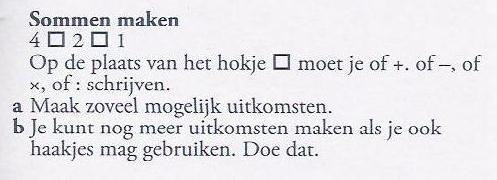 Sommen maken
4 □ 2 □ 1
Op de plaats van het hokje □ moet je of +. of –, of
×, of : schrijven.
a Maak zoveel mogelijk uitkomsten.
b Je kunt nog meer uitkomsten maken als je ook
haakjes mag gebruiken. Doe dat.